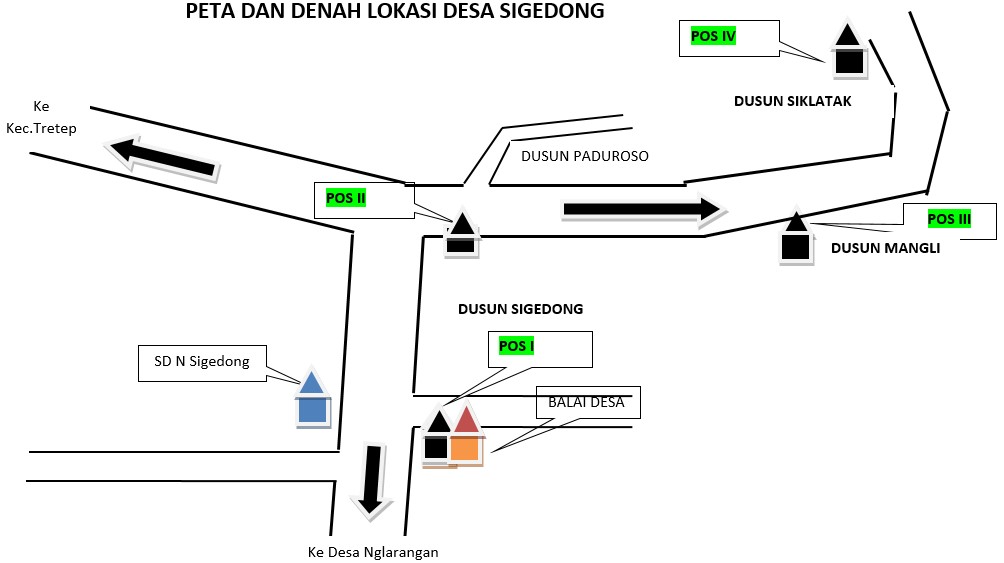 PETA DAN DENAH LOKASI DESA SIGEDONG
POS IV
DUSUN SIKLATAK
Ke
Kec.Tretep
DUSUN PADUROSO
POS II
POS III
DUSUN MANGLI
DUSUN SIGEDONG
POS I
SD N Sigedong
BALAI DESA
Ke Desa Nglarangan